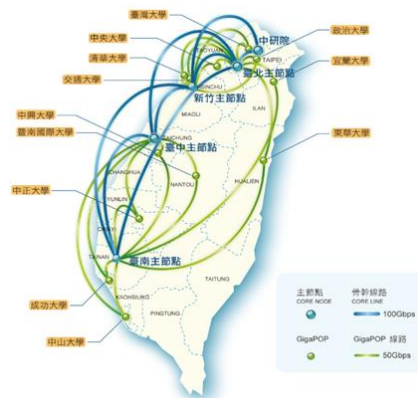 臺灣大學
中央大學
清華大學
交通大學
中興大學
暨南國際大學
中正大學
成功大學
中山大學
政治大學
宜蘭大學
東華大學
中研院
臺北主節點
新竹主節點
臺中主節點
臺南主節點
TAOYUAN
TAIPEI
HSINCHU
ILAN
MIAOLI
TAICHUNG
CHANGHUA
NANTOU
HUALIEN
YUNLIN
CHIAYI
TAINAN
TAITUNG
KAOHSIUNG
PINGTUNG
主節點
CORE NODE
骨幹線路
CORE LINE
100Gbps
GigaPOP
GigaPOP 線路
50Gbps